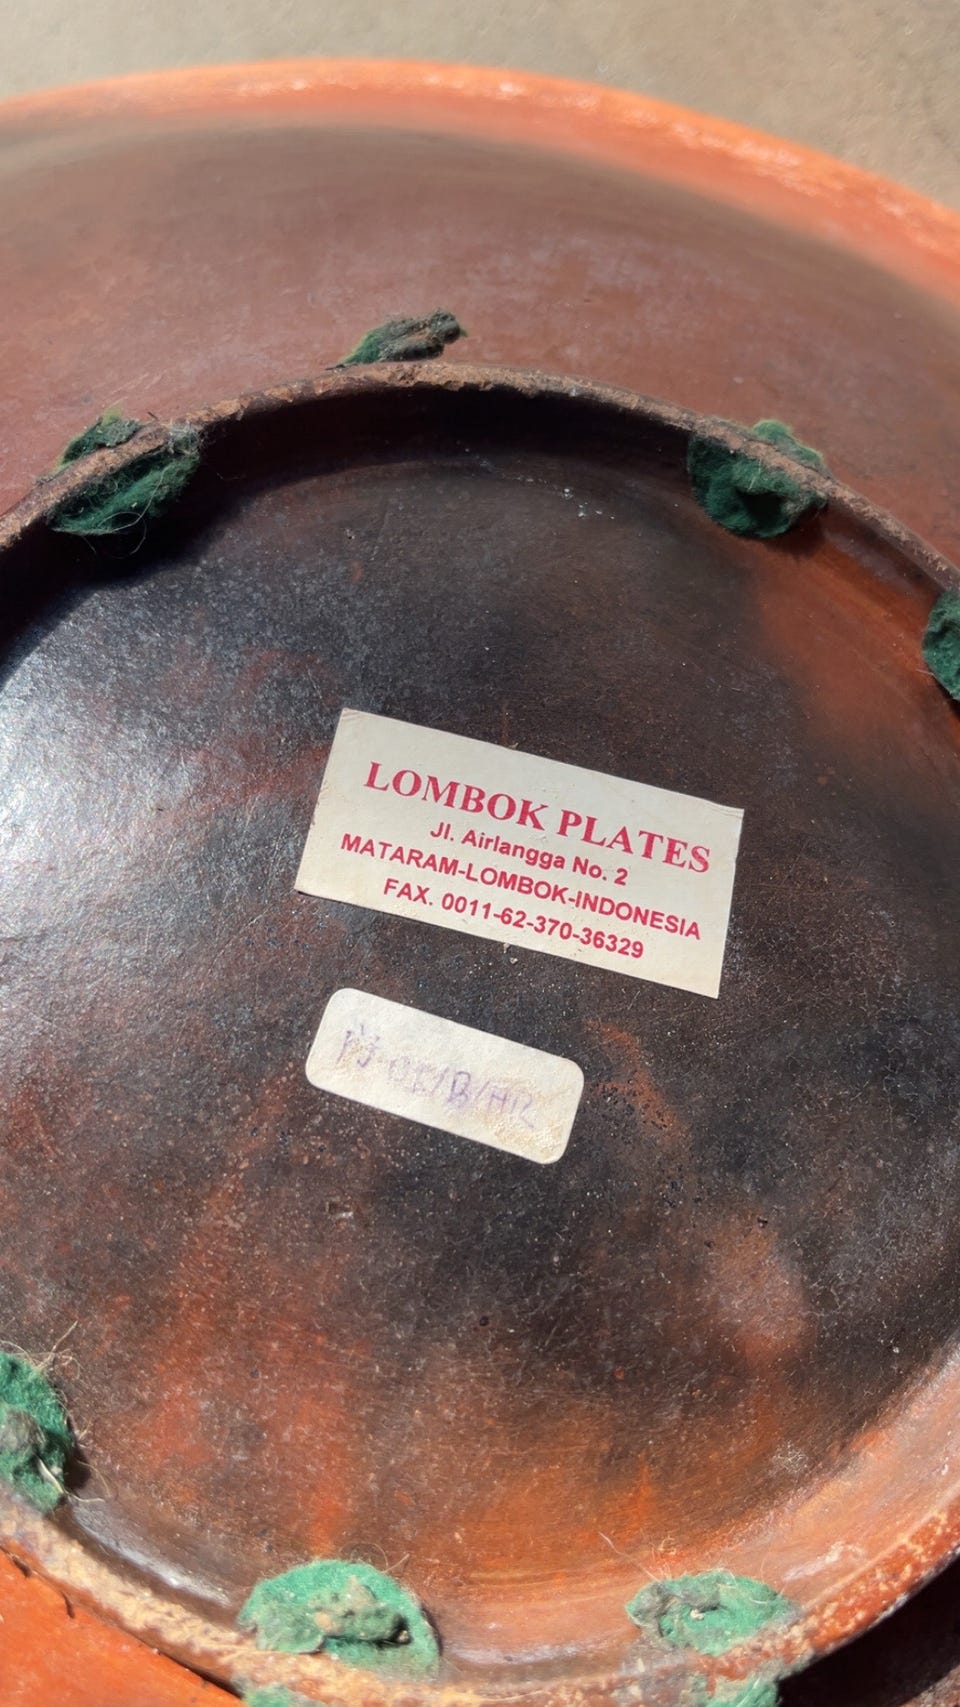 LOMBOK PLATES
Jl. Airlangga No. 2
MATARAM-LOMBOK-INDONESIA
FAX. 0011-62-370-36329